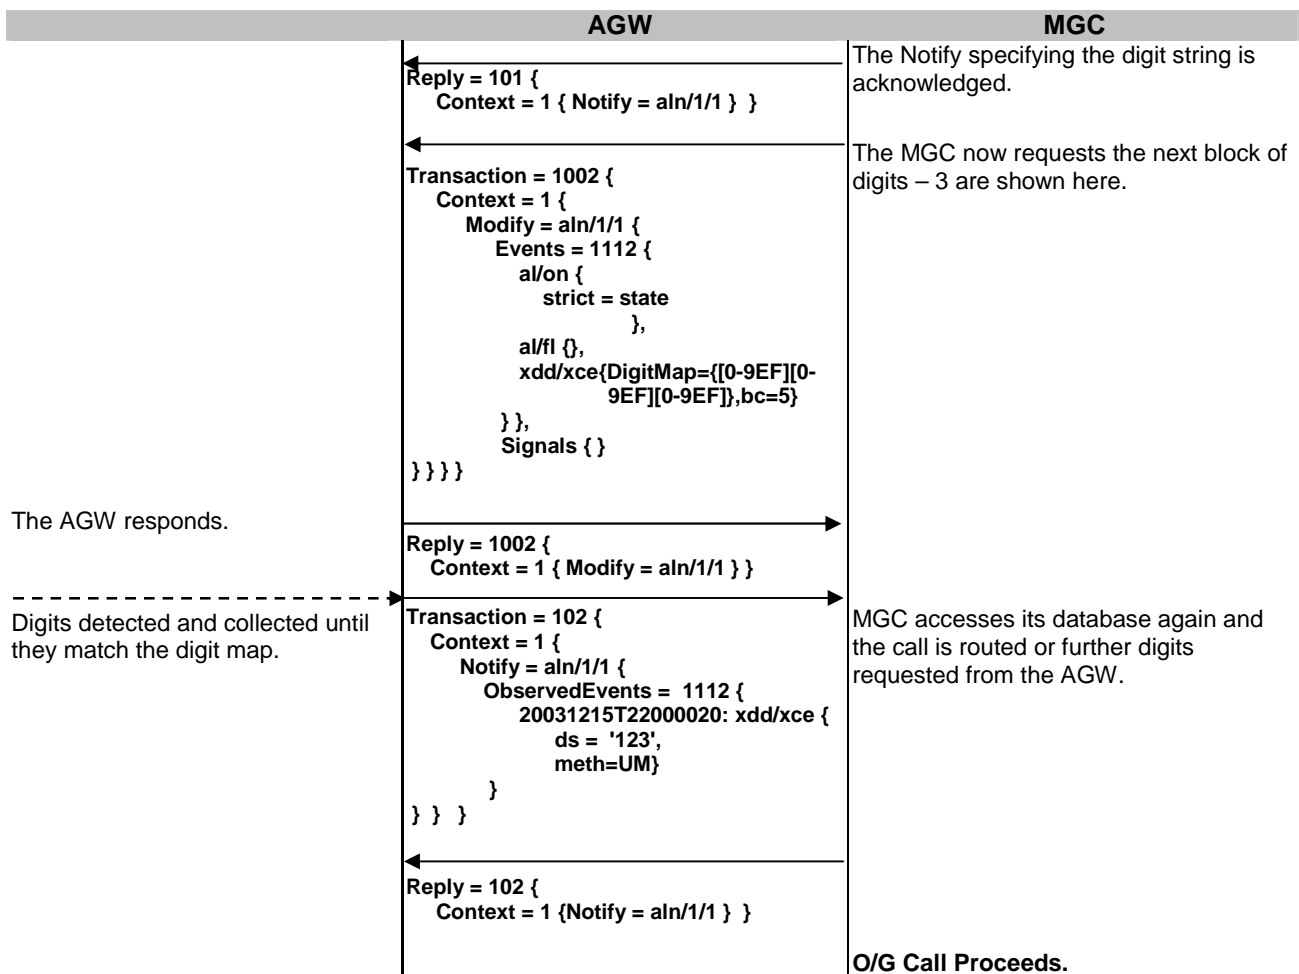 AGW MGC
The Notify specifying the digit string is
acknowledged.
Reply = 101 {
Context = 1 { Notify = aln/1/1 } }
The MGC now requests the next block of
digits – 3 are shown here.
Transaction = 1002 {
Context = 1 {
Modify = aln/1/1 {
Events = 1112 {
al/on {
strict = state
},
al/fl {},
xdd/xce{DigitMap={[0-9EF][0-
9EF][0-9EF]},bc=5}
} },
Signals { }
} } } }
The AGW responds.
Reply = 1002 {
Context = 1 { Modify = aln/1/1 } }
Digits detected and collected until
they match the digit map.
Transaction = 102 {
Context = 1 {
Notify = aln/1/1 {
ObservedEvents = 1112 {
20031215T22000020: xdd/xce {
ds = '123',
meth=UM}
}
} } }
MGC accesses its database again and
the call is routed or further digits
requested from the AGW.
Reply = 102 {
Context = 1 {Notify = aln/1/1 } }
O/G Call Proceeds.